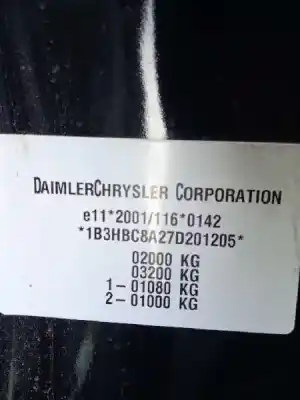 DAIMLERCHRYSLER CORPORATION
e11*2001/116*0142
*1B3HBC8A27D201205*
02000 KG
03200 KG
1-01080 KG
2-01000 KG